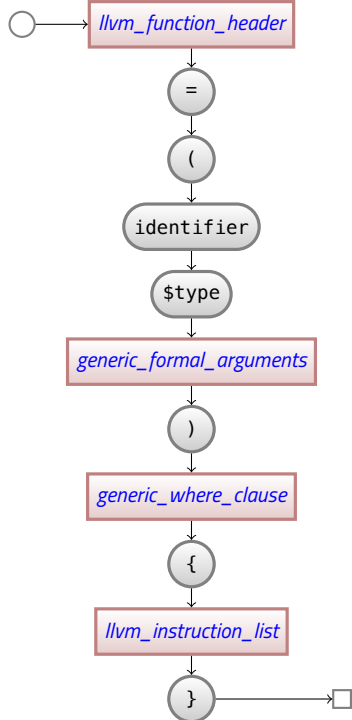 llvm_function_header
=
(
identifier
$type
generic_formal_arguments
)
generic_where_clause
{
llvm_instruction_list
}